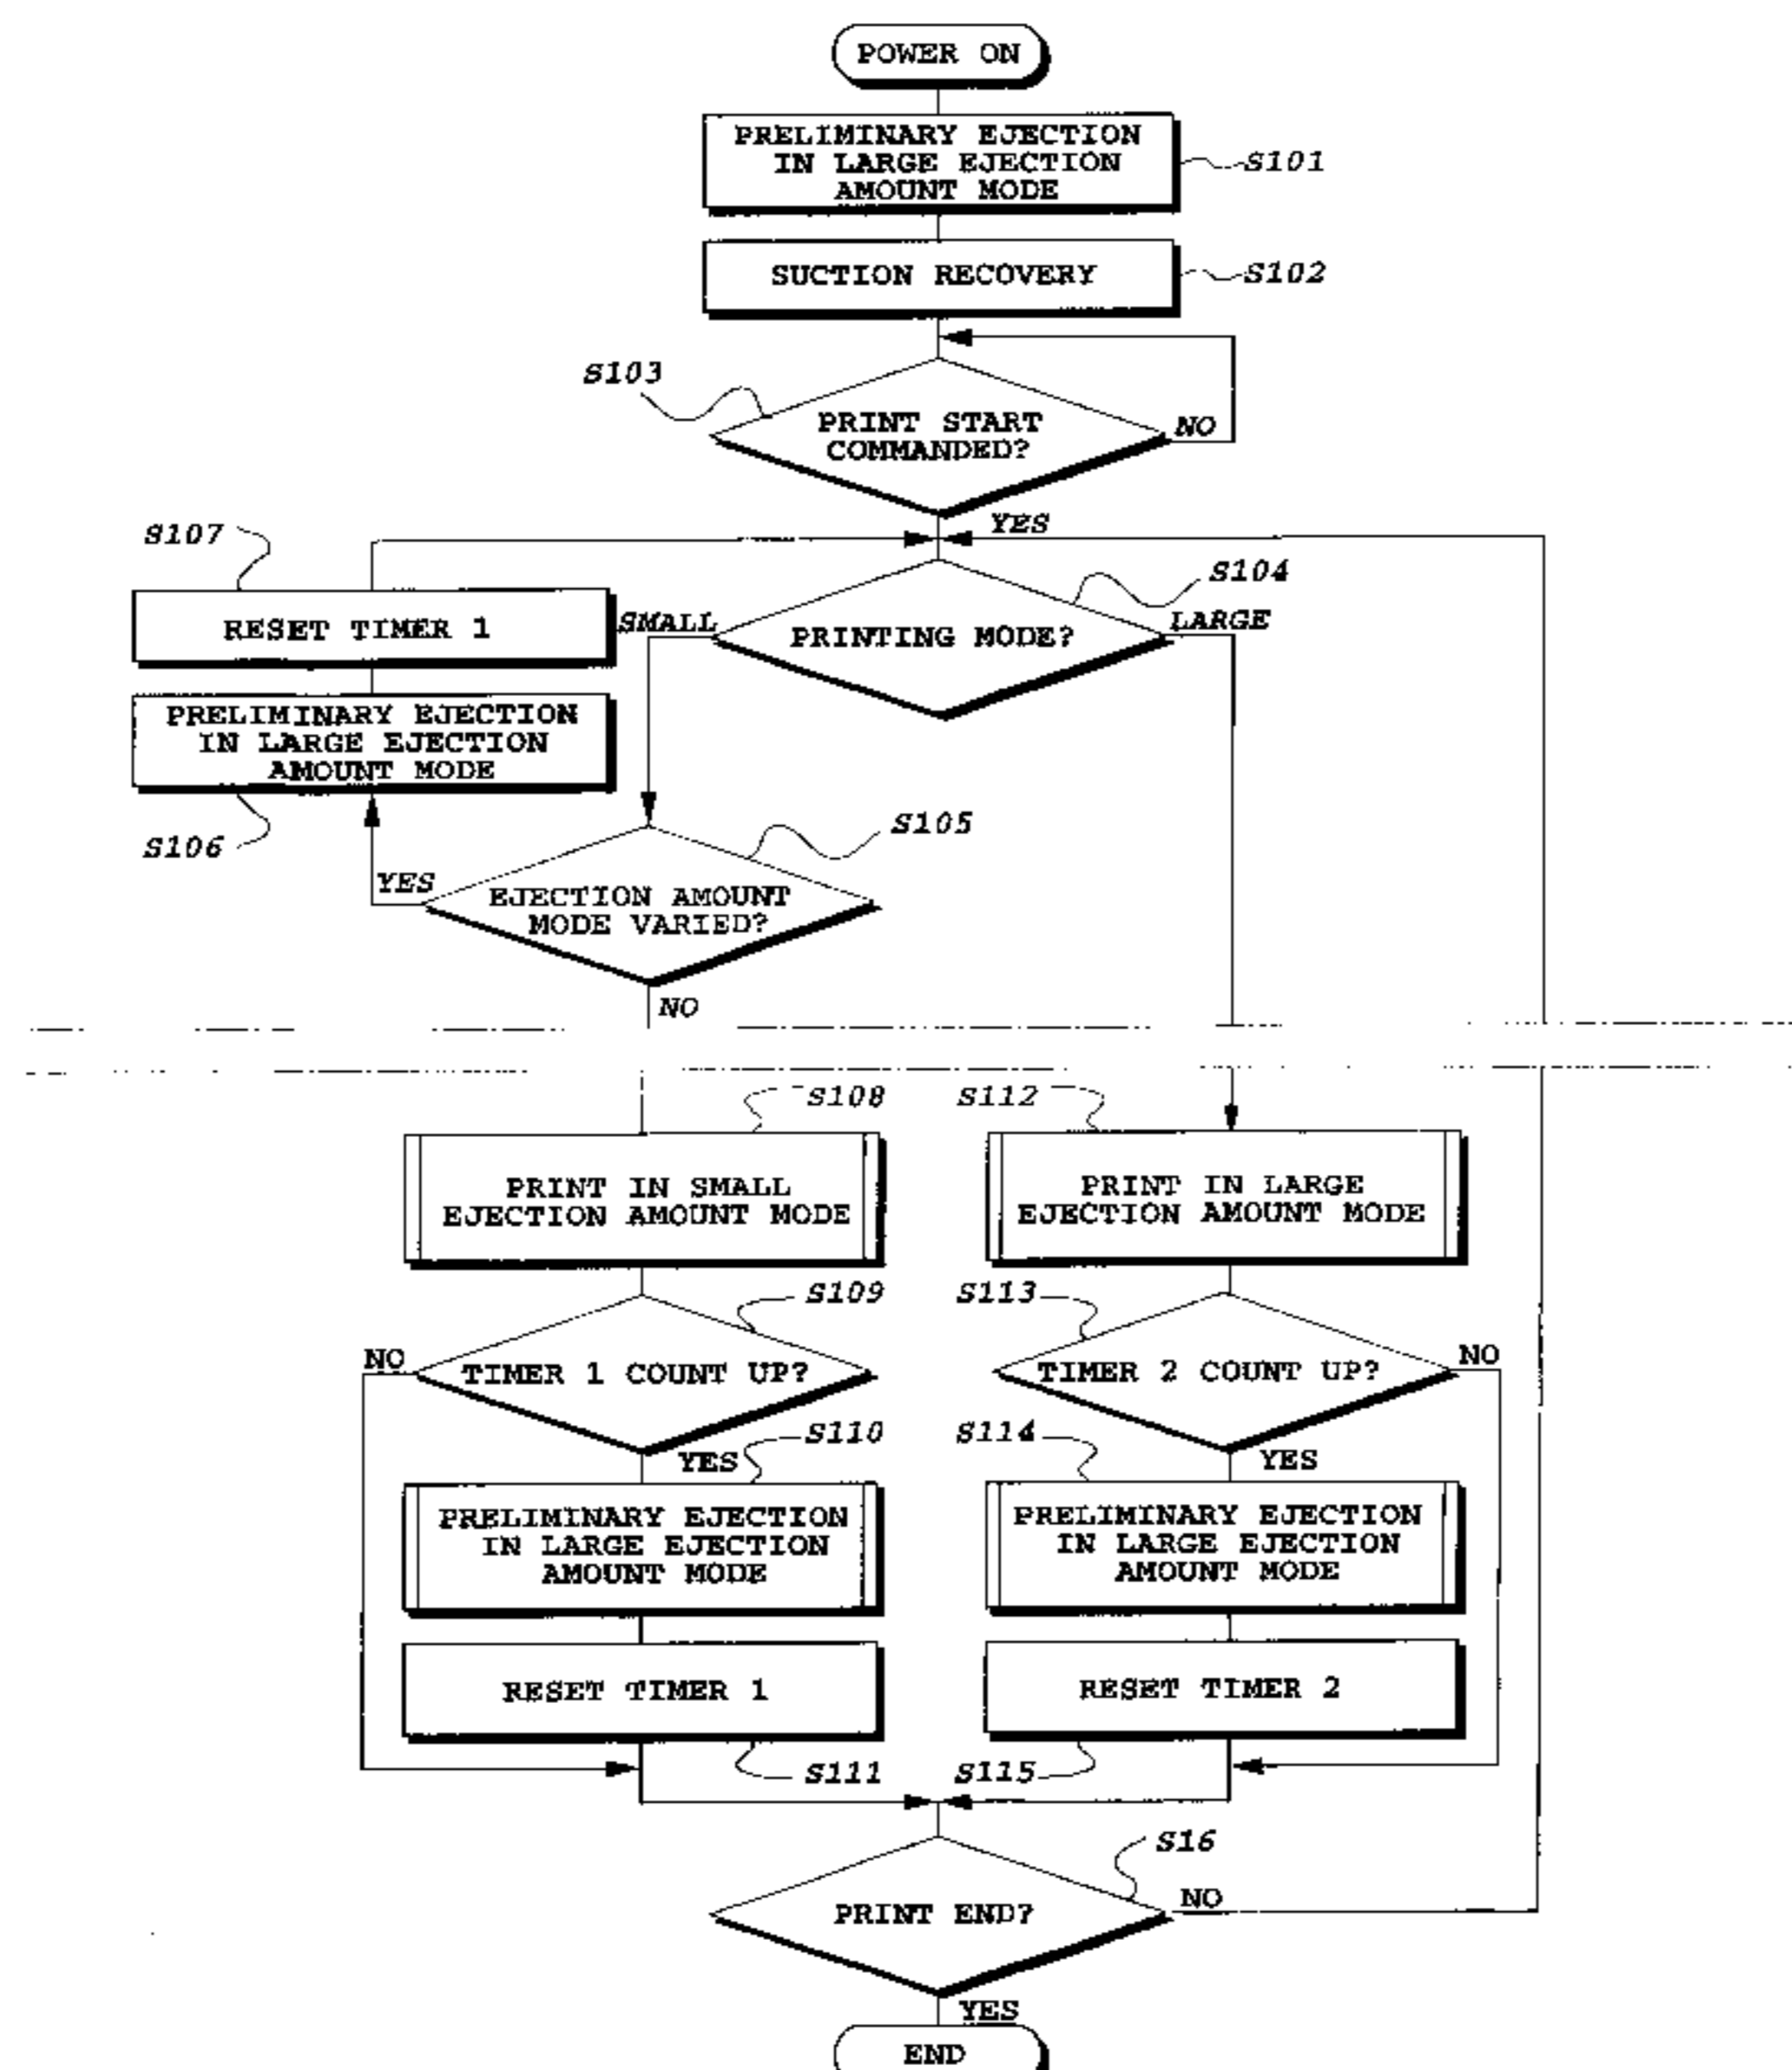 POWER ON
PRELIMINARY EJECTION
IN LARGE EJECTION
AMOUNT MODE
S101
SUCTION RECOVERY
S102
S103
PRINT START
COMMANDED?
NO
YES
S107
S104
RESET TIMER 1
SMALL
PRINTING MODE?
LARGE
PRELIMINARY EJECTION
IN LARGE EJECTION
AMOUNT MODE
S106
S105
YES
EJECTION AMOUNT
MODE VARIED?
NO
S108
S112
PRINT IN SMALL
EJECTION AMOUNT MODE
PRINT IN LARGE
EJECTION AMOUNT MODE
S109
S113
NO
TIMER 1 COUNT UP?
TIMER 2 COUNT UP?
NO
S110
S114
YES
YES
PRELIMINARY EJECTION
IN LARGE EJECTION
AMOUNT MODE
PRELIMINARY EJECTION
IN LARGE EJECTION
AMOUNT MODE
RESET TIMER 1
RESET TIMER 2
S111
S115
S16
PRINT END?
NO
YES
END